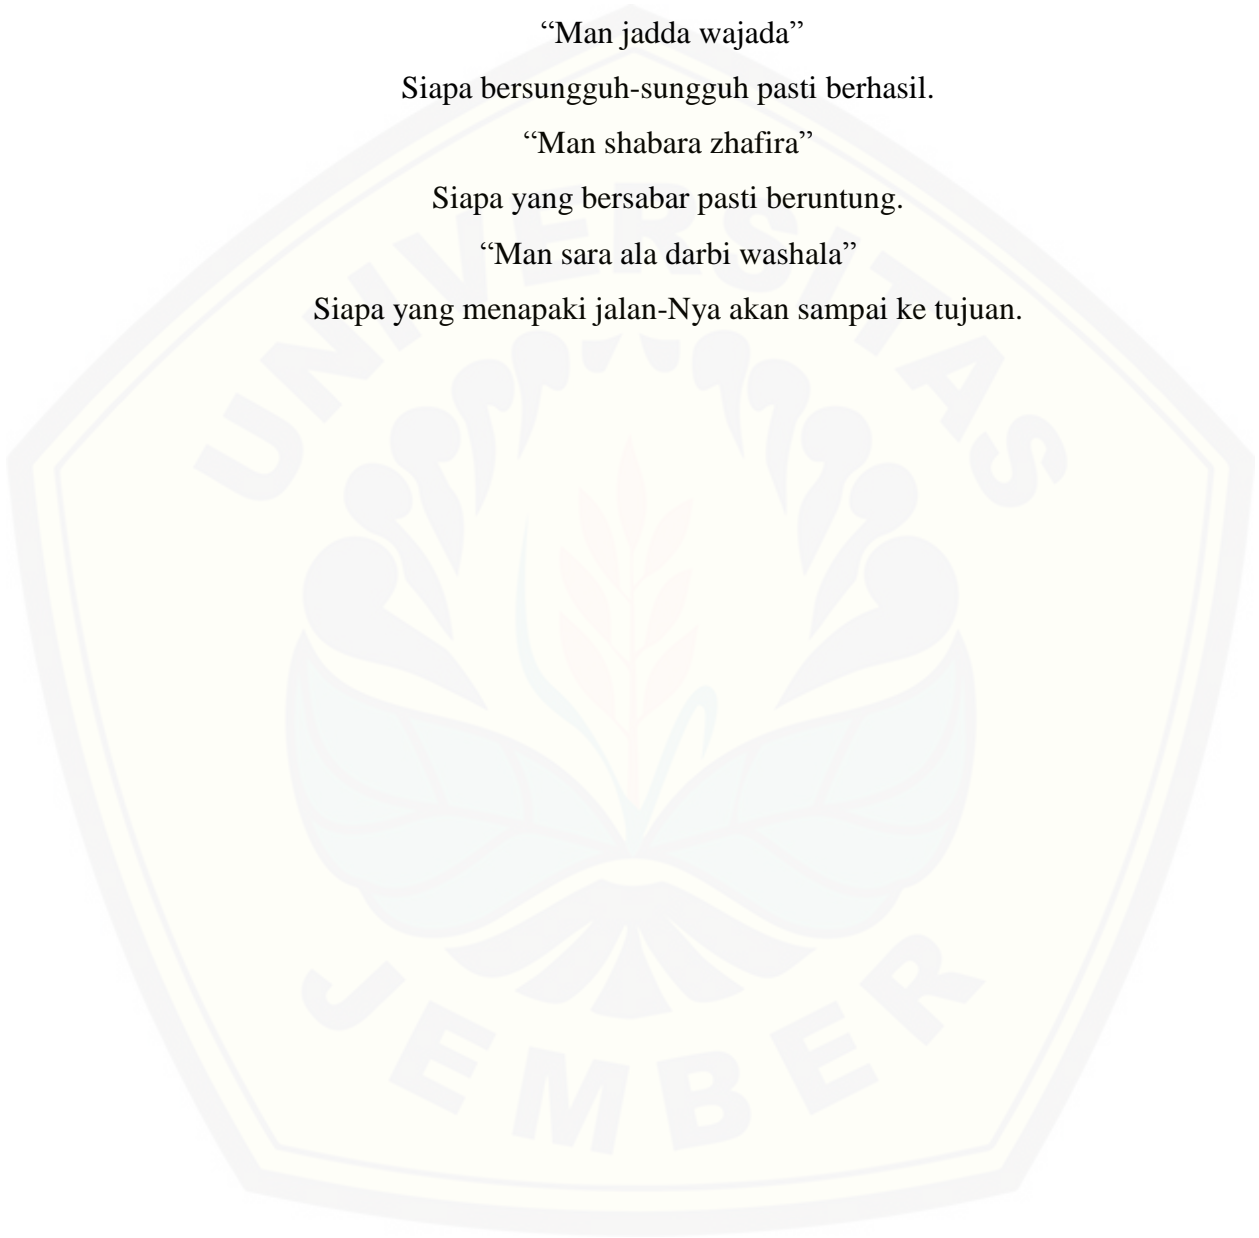 “Man jadda wajada”
Siapa bersungguh-sungguh pasti berhasil.
“Man shabara zhafira”
Siapa yang bersabar pasti beruntung.
“Man sara ala darbi washala”
Siapa yang menapaki jalan-Nya akan sampai ke tujuan.
UNIVERSITAS
JEMBER